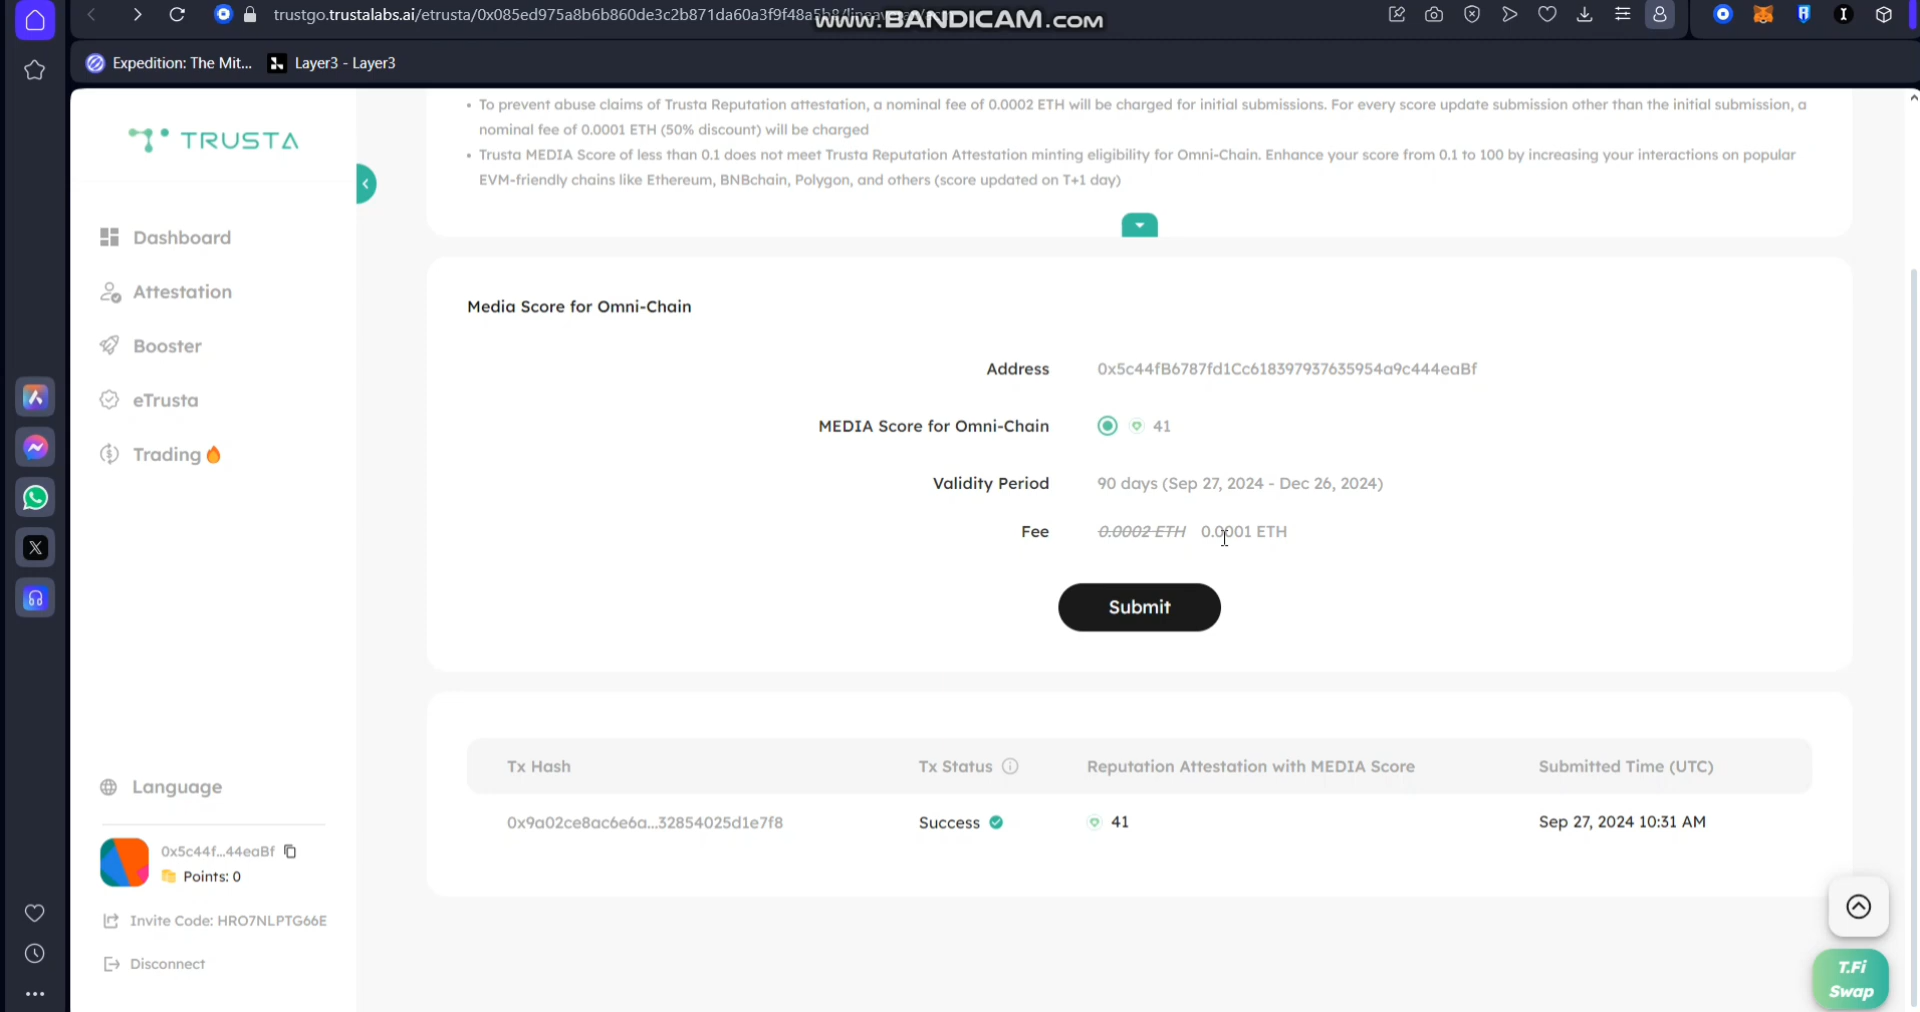 trustgo.trustalabs.ai/etrusta/0x085ed975a8b6b860de3c2b871da60a3f9f48a5b8/
www.BANDICAM.com
Expedition: The Mit... Layer3 - Layer3
TRUSTA
• To prevent abuse claims of Trusta Reputation attestation, a nominal fee of 0.0002 ETH will be charged for initial submissions. For every score update submission other than the initial submission, a
nominal fee of 0.0001 ETH (50% discount) will be charged
• Trusta MEDIA Score of less than 0.1 does not meet Trusta Reputation Attestation minting eligibility for Omni-Chain. Enhance your score from 0.1 to 100 by increasing your interactions on popular
EVM-friendly chains like Ethereum, BNBchain, Polygon, and others (score updated on T+1 day)
Dashboard
Attestation
Booster
eTrusta
Trading
Media Score for Omni-Chain
Address 0x5c44fB6787fd1Cc618397937635954a9c444eaBf
MEDIA Score for Omni-Chain 41
Validity Period 90 days (Sep 27, 2024 - Dec 26, 2024)
Fee 0.0002 ETH 0.0001 ETH
Submit
Tx Hash Tx Status Reputation Attestation with MEDIA Score Submitted Time (UTC)
0x9a02ce8ac6e6a...32854025d1e7f8 Success 41 Sep 27, 2024 10:31 AM
Language
0x5c44f...44eaBf
Points: 0
Invite Code: HRO7NLPTG66E
Disconnect
T.Fi
Swap